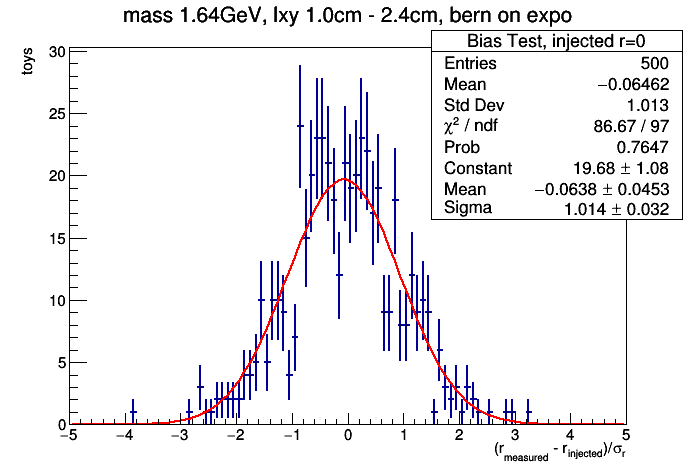 mass 1.64GeV, lxy 1.0cm - 2.4cm, bern on expo
Bias Test, injected r=0
Entries 500
Mean −0.06462
Std Dev 1.013
χ² / ndf 86.67 / 97
Prob 0.7647
Constant 19.68 ± 1.08
Mean −0.0638 ± 0.0453
Sigma 1.014 ± 0.032
toys
30
25
20
15
10
5
0
−5 −4 −3 −2 −1 0 1 2 3 4 5
(r_measured - r_injected)/σ_r